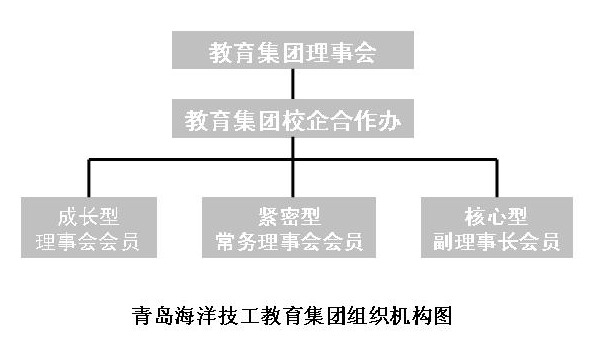 教育集团理事会
教育集团校企合作办
成长型
理事会会员
紧密型
常务理事会会员
核心型
副理事长会员
青岛海洋技工教育集团组织机构图